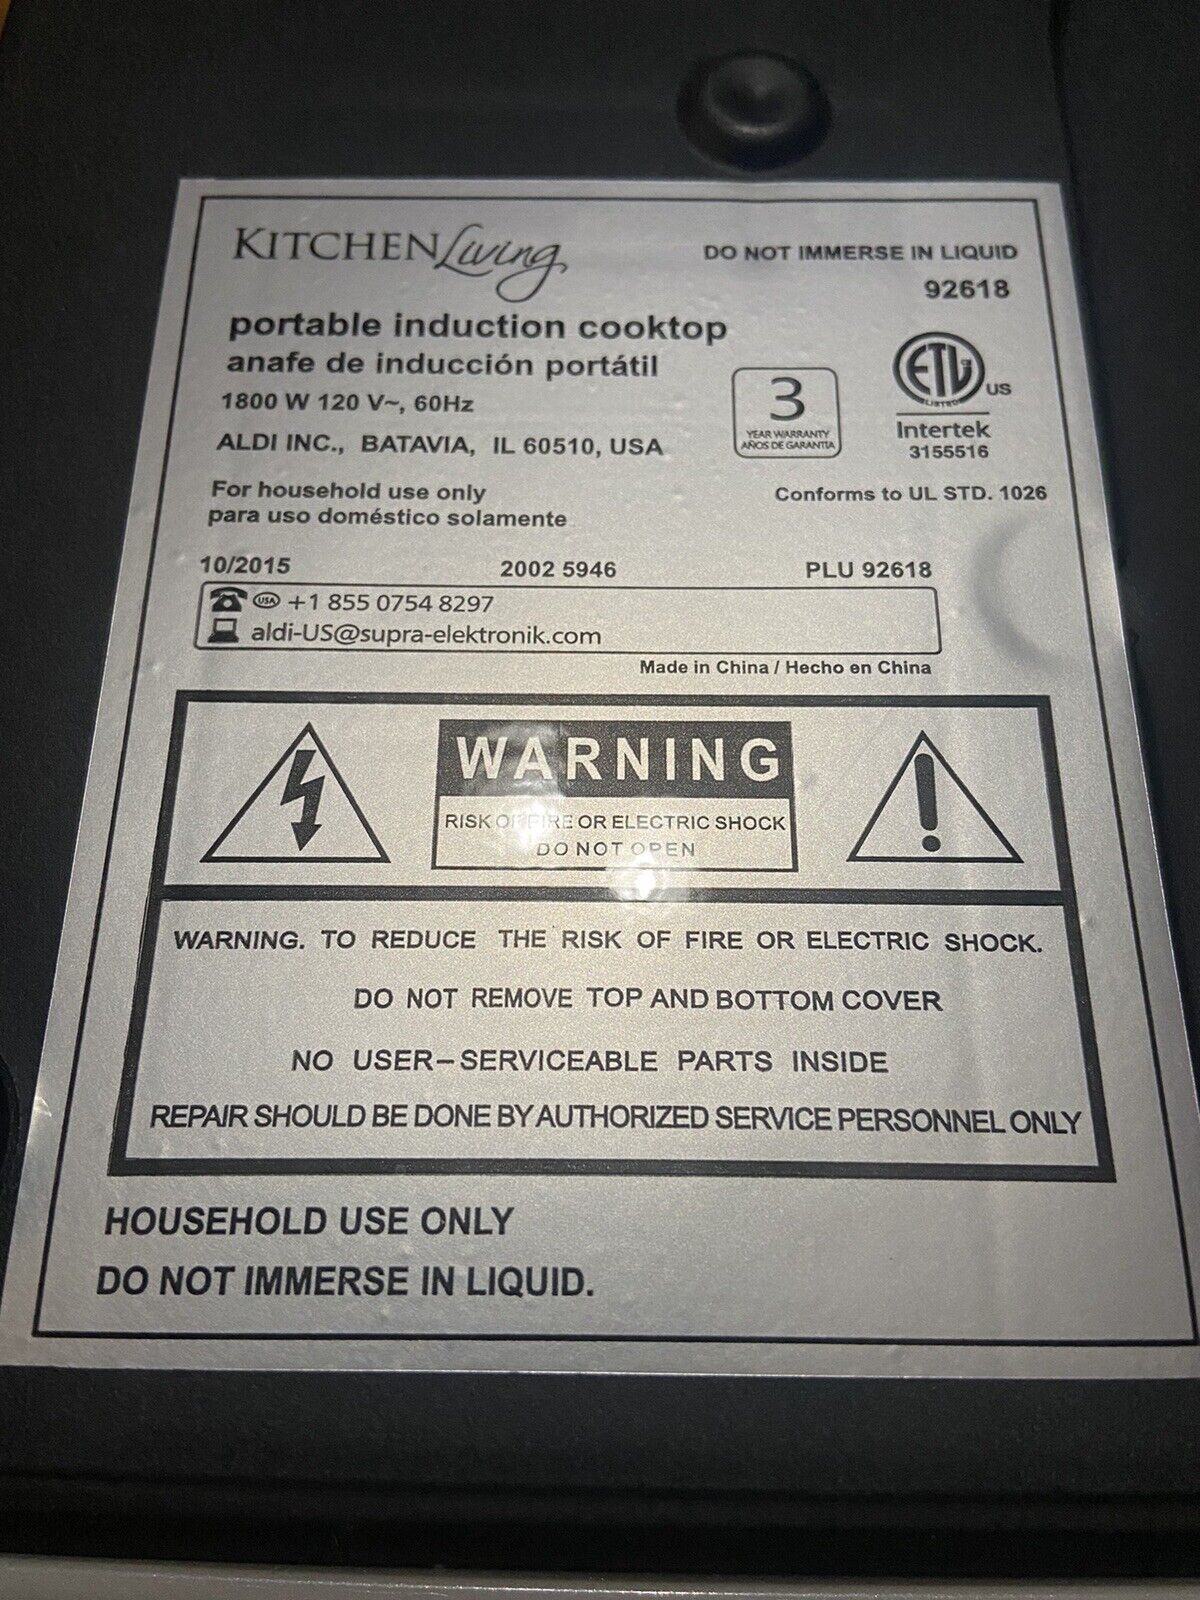 KITCHEN Living
DO NOT IMMERSE IN LIQUID
92618
portable induction cooktop
anafe de inducción portátil
1800 W 120 V~, 60Hz
ALDI INC., BATAVIA, IL 60510, USA
3
YEAR WARRANTY
AÑOS DE GARANTÍA
ETL US
LISTED
Intertek
3155516
For household use only
para uso doméstico solamente
Conforms to UL STD. 1026
10/2015 2002 5946 PLU 92618
USA +1 855 0754 8297
aldi-US@supra-elektronik.com
Made in China / Hecho en China
WARNING
RISK OF FIRE OR ELECTRIC SHOCK
DO NOT OPEN
WARNING. TO REDUCE THE RISK OF FIRE OR ELECTRIC SHOCK.
DO NOT REMOVE TOP AND BOTTOM COVER
NO USER-SERVICEABLE PARTS INSIDE
REPAIR SHOULD BE DONE BY AUTHORIZED SERVICE PERSONNEL ONLY
HOUSEHOLD USE ONLY
DO NOT IMMERSE IN LIQUID.